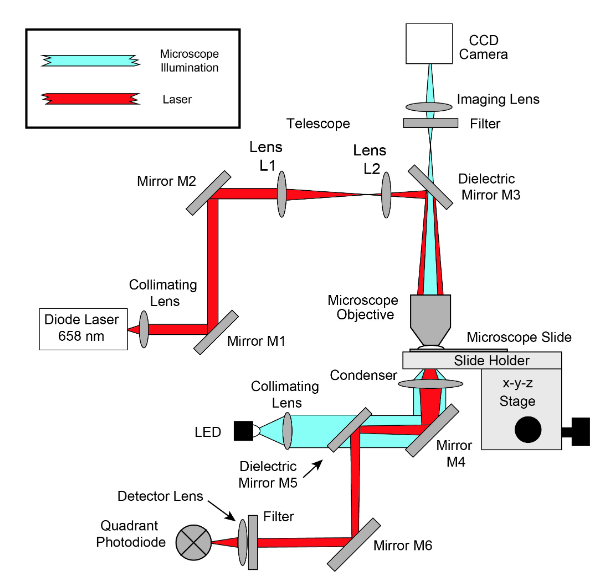 Microscope
Illumination
Laser
CCD
Camera
Imaging Lens
Filter
Telescope
Lens
L1
Lens
L2
Mirror M2
Dielectric
Mirror M3
Collimating
Lens
Diode Laser
658 nm
Mirror M1
Microscope
Objective
Microscope Slide
Slide Holder
Condenser
x-y-z
Stage
Collimating
Lens
LED
Mirror
M4
Dielectric
Mirror M5
Detector Lens
Filter
Quadrant
Photodiode
Mirror M6